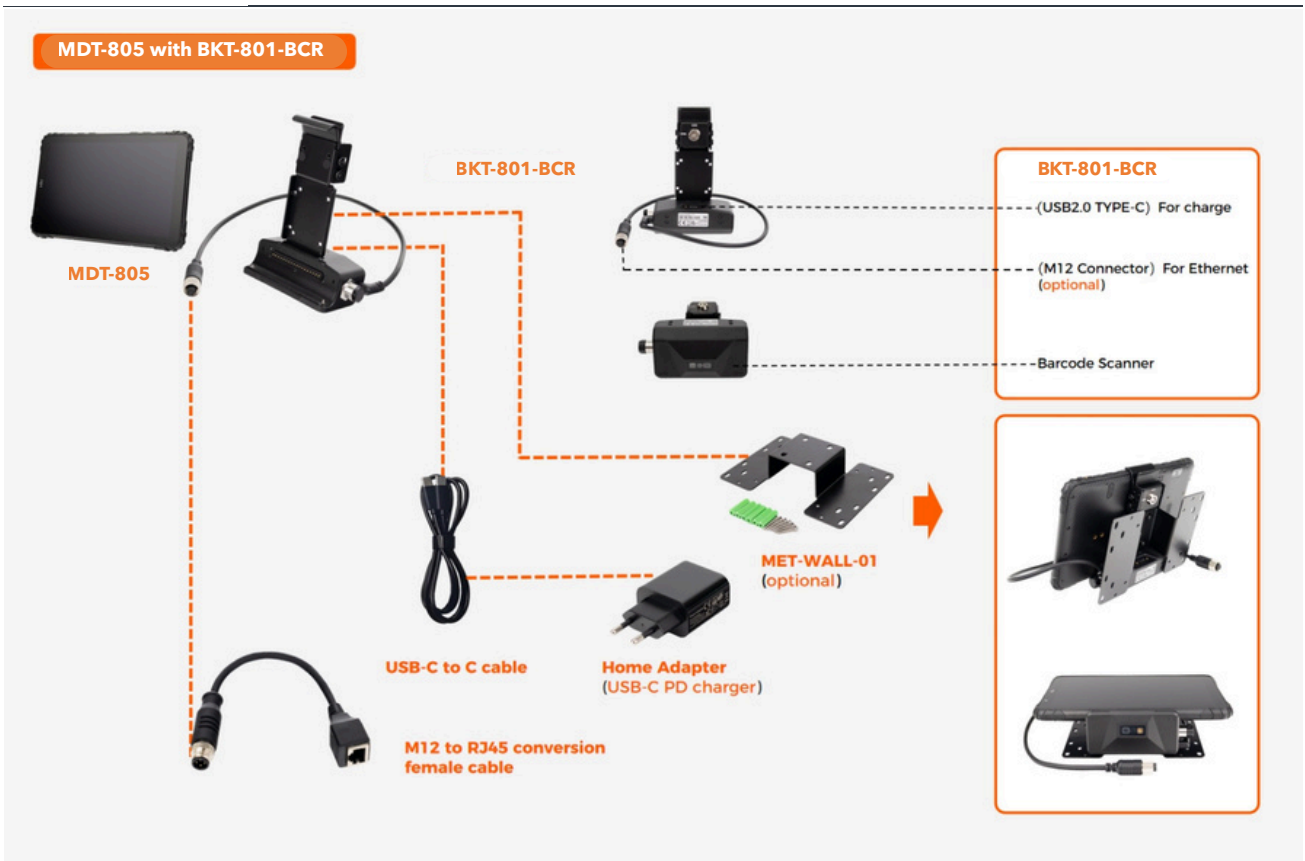 MDT-805 with BKT-801-BCR
MDT-805
BKT-801-BCR
BKT-801-BCR
(USB2.0 TYPE-C) For charge
(M12 Connector) For Ethernet
(optional)
Barcode Scanner
MET-WALL-01
(optional)
USB-C to C cable
Home Adapter
(USB-C PD charger)
M12 to RJ45 conversion
female cable